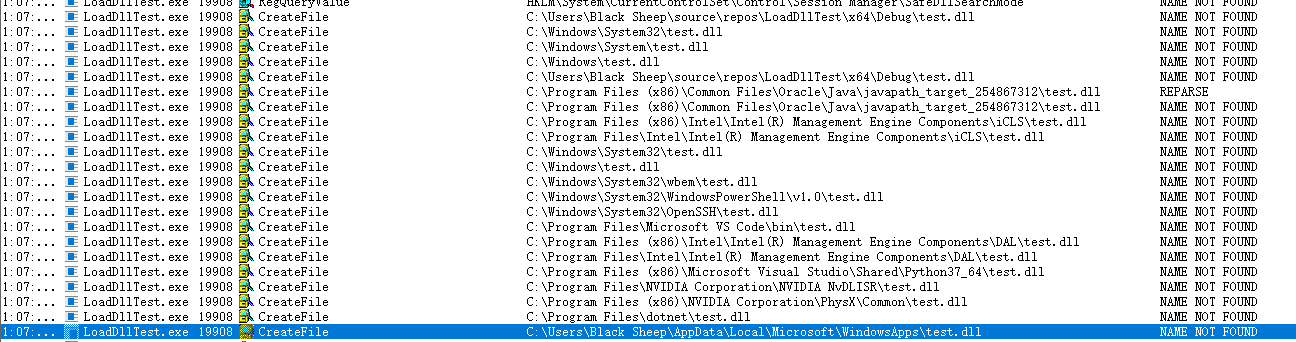 1:07:... LoadDllTest.exe 19908 RegQueryValue HKLM\System\CurrentControlSet\Control\Session Manager\SafeDllSearchMode NAME NOT FOUND
1:07:... LoadDllTest.exe 19908 CreateFile C:\Users\Black Sheep\source\repos\LoadDllTest\x64\Debug\test.dll NAME NOT FOUND
1:07:... LoadDllTest.exe 19908 CreateFile C:\Windows\System32\test.dll NAME NOT FOUND
1:07:... LoadDllTest.exe 19908 CreateFile C:\Windows\System\test.dll NAME NOT FOUND
1:07:... LoadDllTest.exe 19908 CreateFile C:\Windows\test.dll NAME NOT FOUND
1:07:... LoadDllTest.exe 19908 CreateFile C:\Users\Black Sheep\source\repos\LoadDllTest\x64\Debug\test.dll NAME NOT FOUND
1:07:... LoadDllTest.exe 19908 CreateFile C:\Program Files (x86)\Common Files\Oracle\Java\javapath_target_254867312\test.dll REPARSE
1:07:... LoadDllTest.exe 19908 CreateFile C:\Program Files (x86)\Common Files\Oracle\Java\javapath_target_254867312\test.dll NAME NOT FOUND
1:07:... LoadDllTest.exe 19908 CreateFile C:\Program Files (x86)\Intel\Intel(R) Management Engine Components\iCLS\test.dll NAME NOT FOUND
1:07:... LoadDllTest.exe 19908 CreateFile C:\Program Files\Intel\Intel(R) Management Engine Components\iCLS\test.dll NAME NOT FOUND
1:07:... LoadDllTest.exe 19908 CreateFile C:\Windows\System32\test.dll NAME NOT FOUND
1:07:... LoadDllTest.exe 19908 CreateFile C:\Windows\test.dll NAME NOT FOUND
1:07:... LoadDllTest.exe 19908 CreateFile C:\Windows\System32\wbem\test.dll NAME NOT FOUND
1:07:... LoadDllTest.exe 19908 CreateFile C:\Windows\System32\WindowsPowerShell\v1.0\test.dll NAME NOT FOUND
1:07:... LoadDllTest.exe 19908 CreateFile C:\Windows\System32\OpenSSH\test.dll NAME NOT FOUND
1:07:... LoadDllTest.exe 19908 CreateFile C:\Program Files\Microsoft VS Code\bin\test.dll NAME NOT FOUND
1:07:... LoadDllTest.exe 19908 CreateFile C:\Program Files (x86)\Intel\Intel(R) Management Engine Components\DAL\test.dll NAME NOT FOUND
1:07:... LoadDllTest.exe 19908 CreateFile C:\Program Files\Intel\Intel(R) Management Engine Components\DAL\test.dll NAME NOT FOUND
1:07:... LoadDllTest.exe 19908 CreateFile C:\Program Files (x86)\Microsoft Visual Studio\Shared\Python37_64\test.dll NAME NOT FOUND
1:07:... LoadDllTest.exe 19908 CreateFile C:\Program Files\NVIDIA Corporation\NVIDIA NvDLISR\test.dll NAME NOT FOUND
1:07:... LoadDllTest.exe 19908 CreateFile C:\Program Files (x86)\NVIDIA Corporation\PhysX\Common\test.dll NAME NOT FOUND
1:07:... LoadDllTest.exe 19908 CreateFile C:\Program Files\dotnet\test.dll NAME NOT FOUND
1:07:... LoadDllTest.exe 19908 CreateFile C:\Users\Black Sheep\AppData\Local\Microsoft\WindowsApps\test.dll NAME NOT FOUND